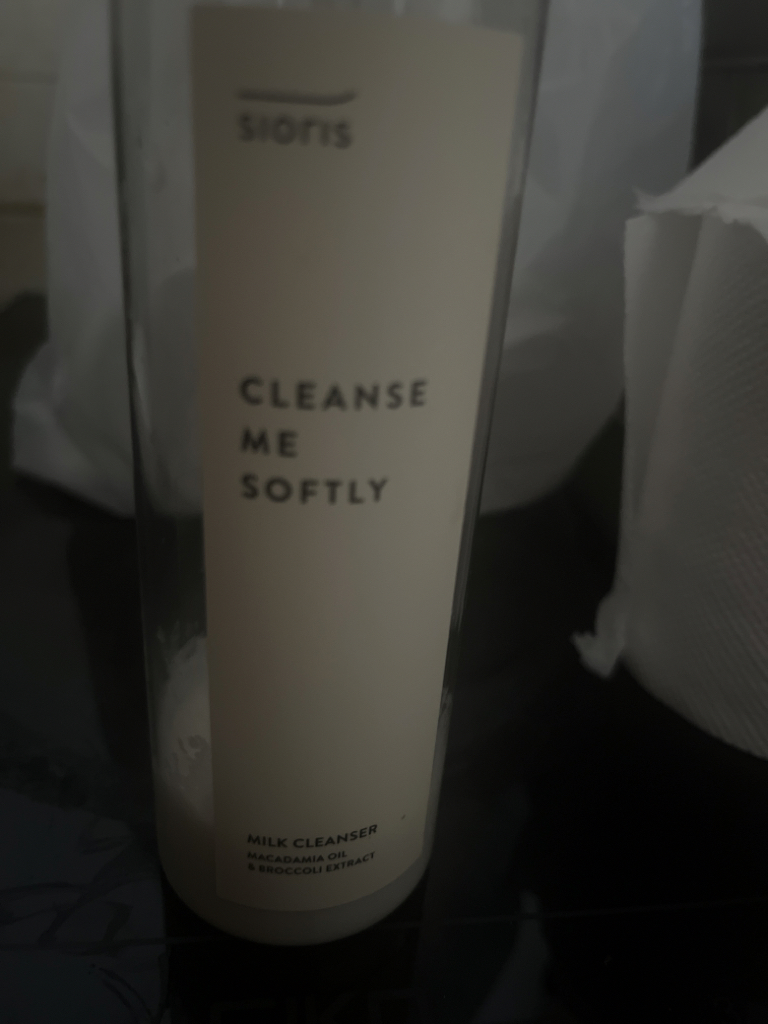 sioris
CLEANSE
ME
SOFTLY
MILK CLEANSER
MACADAMIA OIL
& BROCCOLI EXTRACT